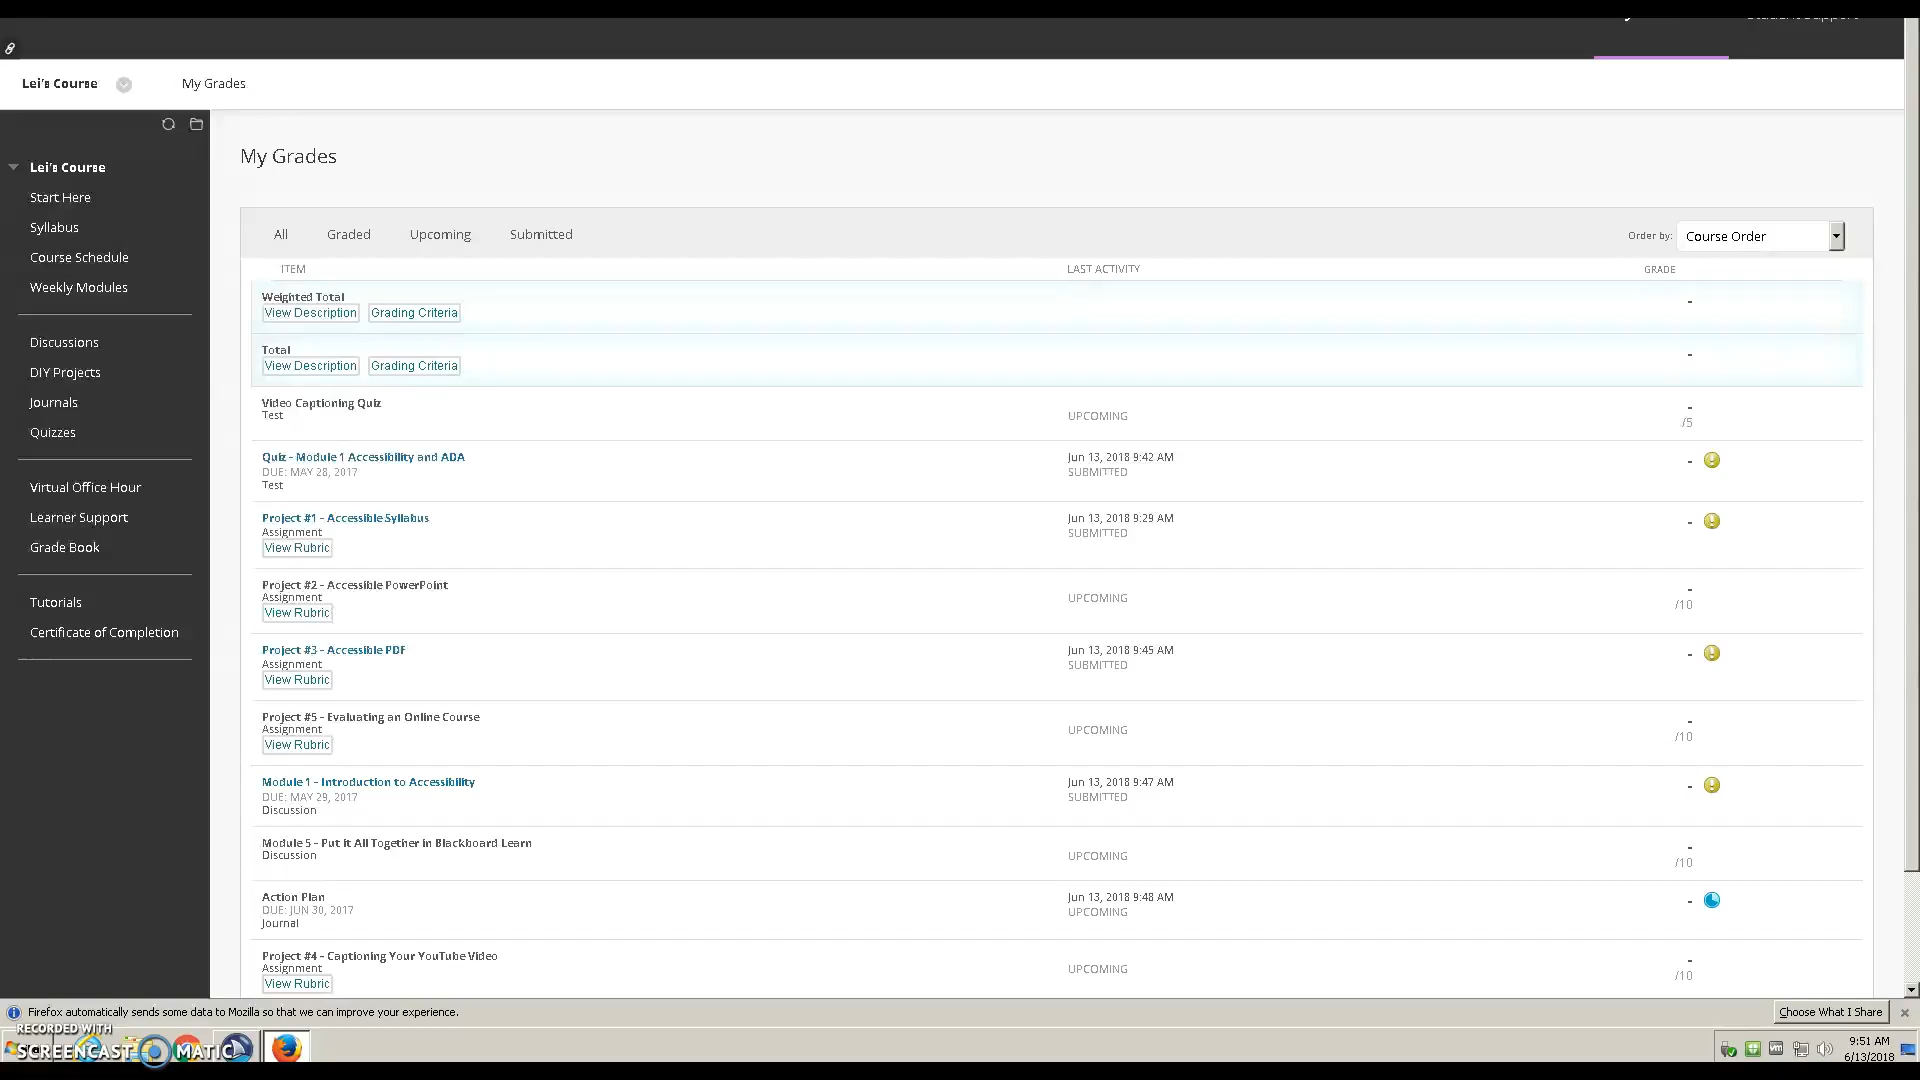 Lei's Course
My Grades
Lei's Course
Start Here
Syllabus
Course Schedule
Weekly Modules
Discussions
DIY Projects
Journals
Quizzes
Virtual Office Hour
Learner Support
Grade Book
Tutorials
Certificate of Completion
My Grades
All Graded Upcoming Submitted
Order by: Course Order
ITEM LAST ACTIVITY GRADE
Weighted Total -
View Description Grading Criteria
Total -
View Description Grading Criteria
Video Captioning Quiz -
Test UPCOMING /5
Quiz - Module 1 Accessibility and ADA Jun 13, 2018 9:42 AM -
DUE: MAY 28, 2017 SUBMITTED
Test
Project #1 - Accessible Syllabus Jun 13, 2018 9:29 AM -
Assignment SUBMITTED
View Rubric
Project #2 - Accessible PowerPoint -
Assignment UPCOMING /10
View Rubric
Project #3 - Accessible PDF Jun 13, 2018 9:45 AM -
Assignment SUBMITTED
View Rubric
Project #5 - Evaluating an Online Course -
Assignment UPCOMING /10
View Rubric
Module 1 - Introduction to Accessibility Jun 13, 2018 9:47 AM -
DUE: MAY 29, 2017 SUBMITTED
Discussion
Module 5 - Put it All Together in Blackboard Learn -
Discussion UPCOMING /10
Action Plan Jun 13, 2018 9:48 AM -
DUE: JUN 30, 2017 UPCOMING
Journal
Project #4 - Captioning Your YouTube Video -
Assignment UPCOMING /10
View Rubric
Firefox automatically sends some data to Mozilla so that we can improve your experience. Choose What I Share
RECORDED WITH
SCREENCAST MATIC
9:51 AM
6/13/2018